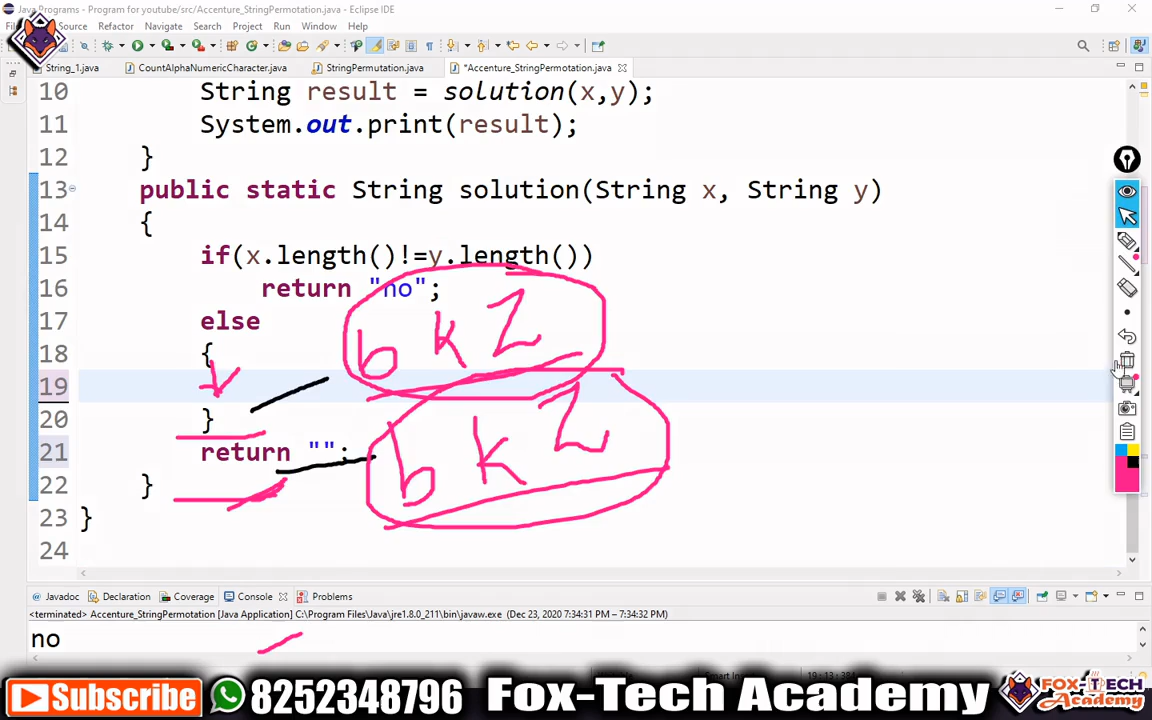 Java Programs - Program for youtube/src/Accenture_StringPermotation.java - Eclipse IDE
Source Refactor Navigate Search Project Run Window Help
String_1.java CountAlphaNumericCharacter.java StringPermutation.java *Accenture_StringPermotation.java
10 String result = solution(x,y);
11 System.out.print(result);
12 }
13 public static String solution(String x, String y)
14 {
15 if(x.length()!=y.length())
16 return "no";
17 else
b k Z
18 {
19
20 }
b k Z
21 return "";
22 }
23 }
24
Javadoc Declaration Coverage Console Problems
<terminated> Accenture_StringPermotation [Java Application] C:\Program Files\Java\jre1.8.0_211\bin\javaw.exe (Dec 23, 2020 7:34:31 PM – 7:34:32 PM)
no
Subscribe 8252348796 Fox-Tech Academy FOX-TECH Academy